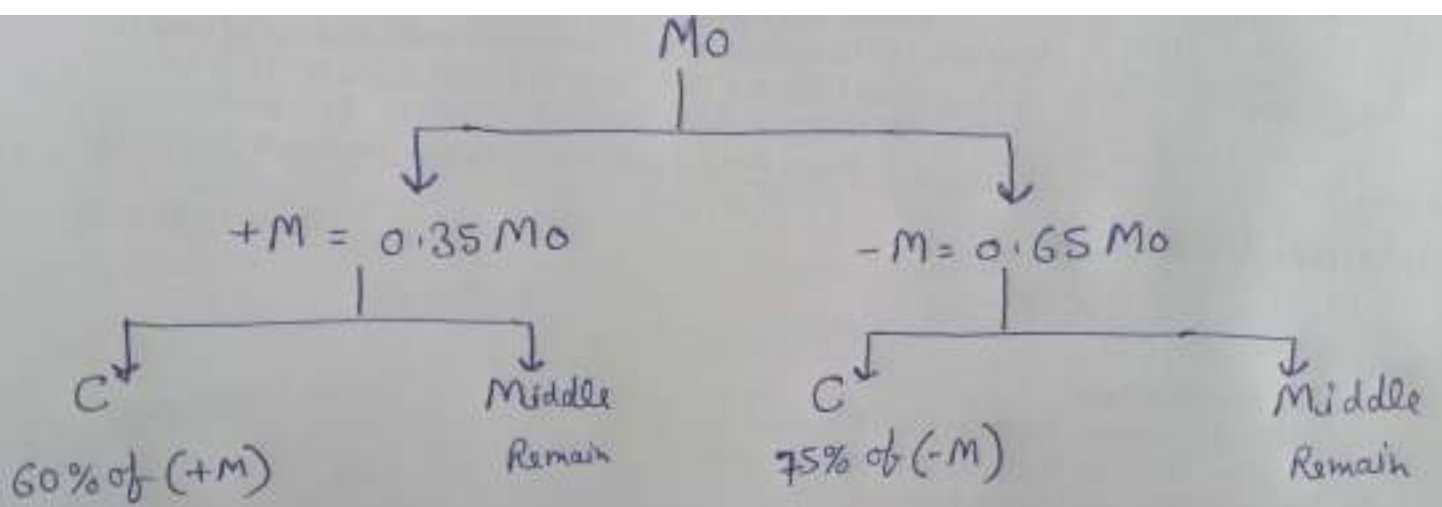 Mo
+M = 0.35 Mo
-M = 0.65 Mo
C
Middle
C
Middle
60% of (+M)
Remain
75% of (-M)
Remain